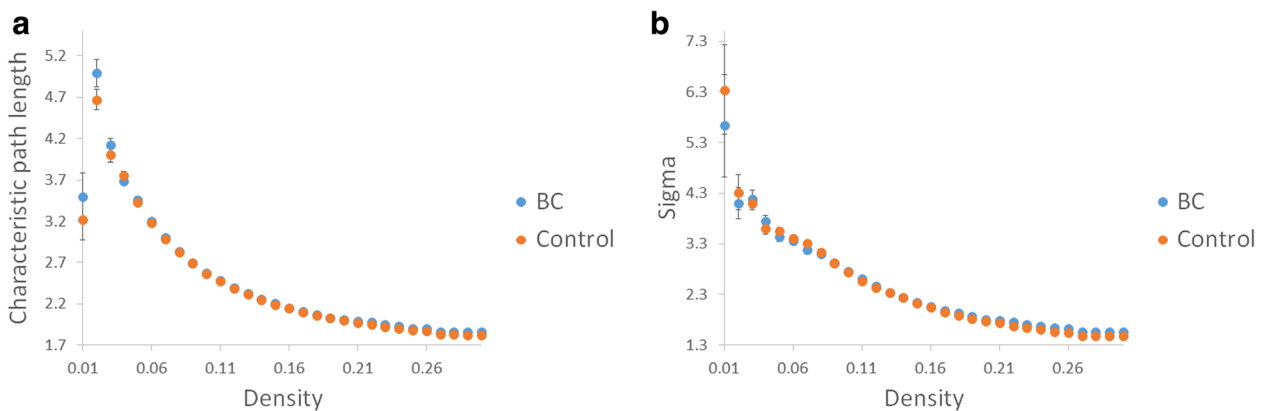 a
Characteristic path length
5.2
4.7
4.2
3.7
3.2
2.7
2.2
1.7
0.01 0.06 0.11 0.16 0.21 0.26
Density
BC
Control
b
Sigma
7.3
6.3
5.3
4.3
3.3
2.3
1.3
0.01 0.06 0.11 0.16 0.21 0.26
Density
BC
Control